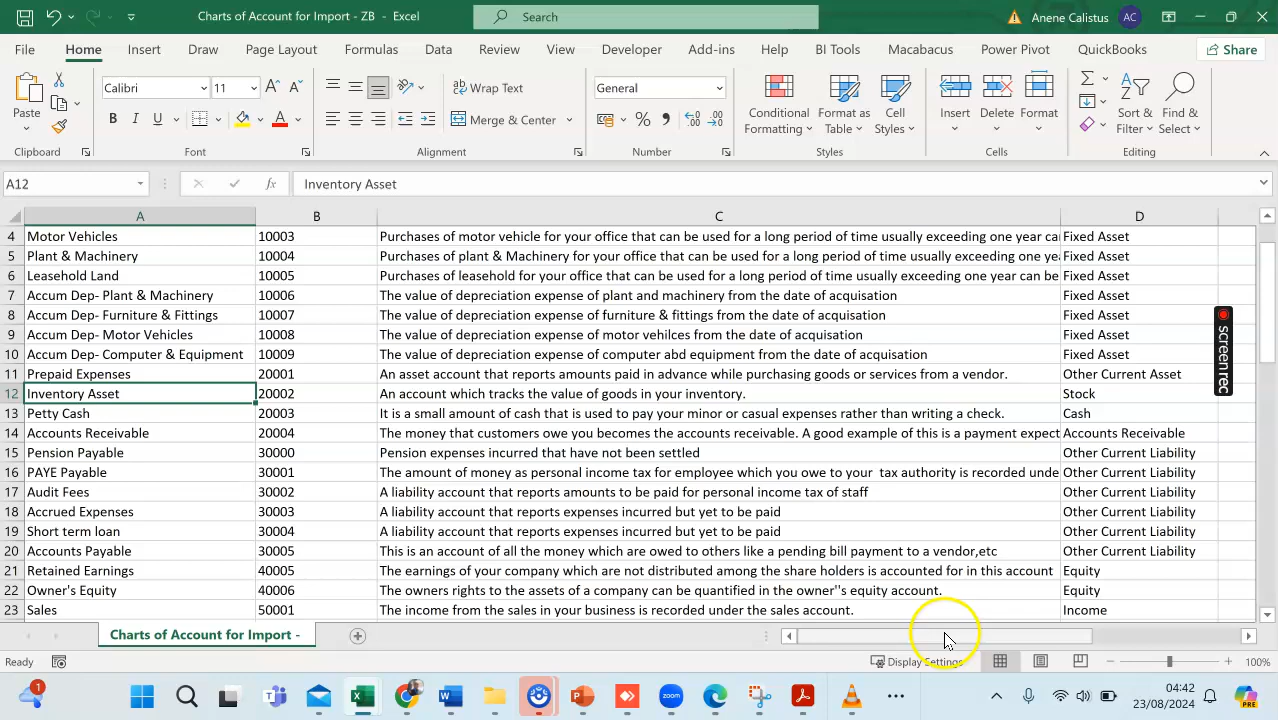 Charts of Account for Import - ZB - Excel
Search
Anene Calistus
AC
File Home Insert Draw Page Layout Formulas Data Review View Developer Add-ins Help BI Tools Macabacus Power Pivot QuickBooks Share
Paste
Calibri 11
Wrap Text
Merge & Center
General
Conditional Formatting
Format as Table
Cell Styles
Insert Delete Format
Sort & Filter
Find & Select
Clipboard Font Alignment Number Styles Cells Editing
A12 fx Inventory Asset
A B C D
4 Motor Vehicles 10003 Purchases of motor vehicle for your office that can be used for a long period of time usually exceeding one year ca Fixed Asset
5 Plant & Machinery 10004 Purchases of plant & Machinery for your office that can be used for a long period of time usually exceeding one yea Fixed Asset
6 Leasehold Land 10005 Purchases of leasehold for your office that can be used for a long period of time usually exceeding one year can be Fixed Asset
7 Accum Dep- Plant & Machinery 10006 The value of depreciation expense of plant and machinery from the date of acquisation Fixed Asset
8 Accum Dep- Furniture & Fittings 10007 The value of depreciation expense of furniture & fittings from the date of acquisation Fixed Asset
9 Accum Dep- Motor Vehicles 10008 The value of depreciation expense of motor vehilces from the date of acquisation Fixed Asset
10 Accum Dep- Computer & Equipment 10009 The value of depreciation expense of computer abd equipment from the date of acquisation Fixed Asset
11 Prepaid Expenses 20001 An asset account that reports amounts paid in advance while purchasing goods or services from a vendor. Other Current Asset
12 Inventory Asset 20002 An account which tracks the value of goods in your inventory. Stock
13 Petty Cash 20003 It is a small amount of cash that is used to pay your minor or casual expenses rather than writing a check. Cash
14 Accounts Receivable 20004 The money that customers owe you becomes the accounts receivable. A good example of this is a payment expect Accounts Receivable
15 Pension Payable 30000 Pension expenses incurred that have not been settled Other Current Liability
16 PAYE Payable 30001 The amount of money as personal income tax for employee which you owe to your tax authority is recorded unde Other Current Liability
17 Audit Fees 30002 A liability account that reports amounts to be paid for personal income tax of staff Other Current Liability
18 Accrued Expenses 30003 A liability account that reports expenses incurred but yet to be paid Other Current Liability
19 Short term loan 30004 A liability account that reports expenses incurred but yet to be paid Other Current Liability
20 Accounts Payable 30005 This is an account of all the money which are owed to others like a pending bill payment to a vendor,etc Other Current Liability
21 Retained Earnings 40005 The earnings of your company which are not distributed among the share holders is accounted for in this account Equity
22 Owner's Equity 40006 The owners rights to the assets of a company can be quantified in the owner''s equity account. Equity
23 Sales 50001 The income from the sales in your business is recorded under the sales account. Income
screenrec
Charts of Account for Import -
Ready
Display Settings
100%
1
04:42
23/08/2024
PRE